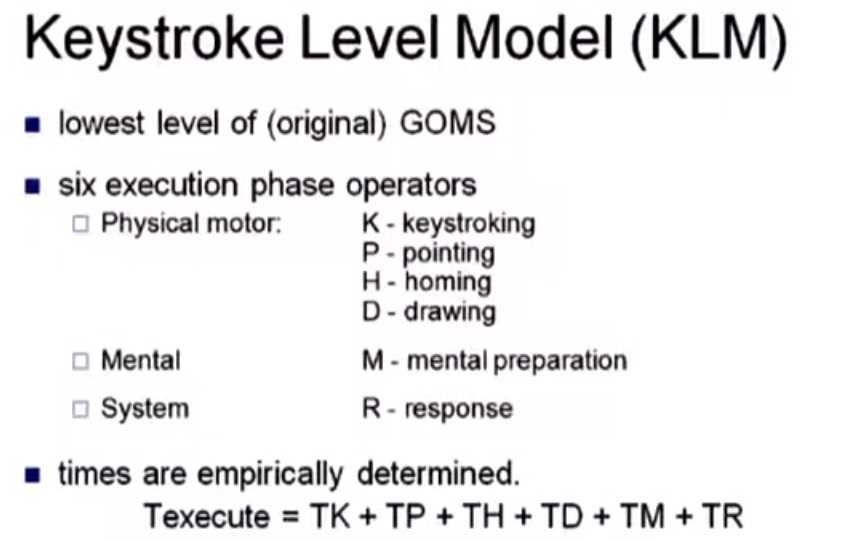 Keystroke Level Model (KLM)
lowest level of (original) GOMS
six execution phase operators
Physical motor: K - keystroking
P - pointing
H - homing
D - drawing
Mental M - mental preparation
System R - response
times are empirically determined.
Texecute = TK + TP + TH + TD + TM + TR